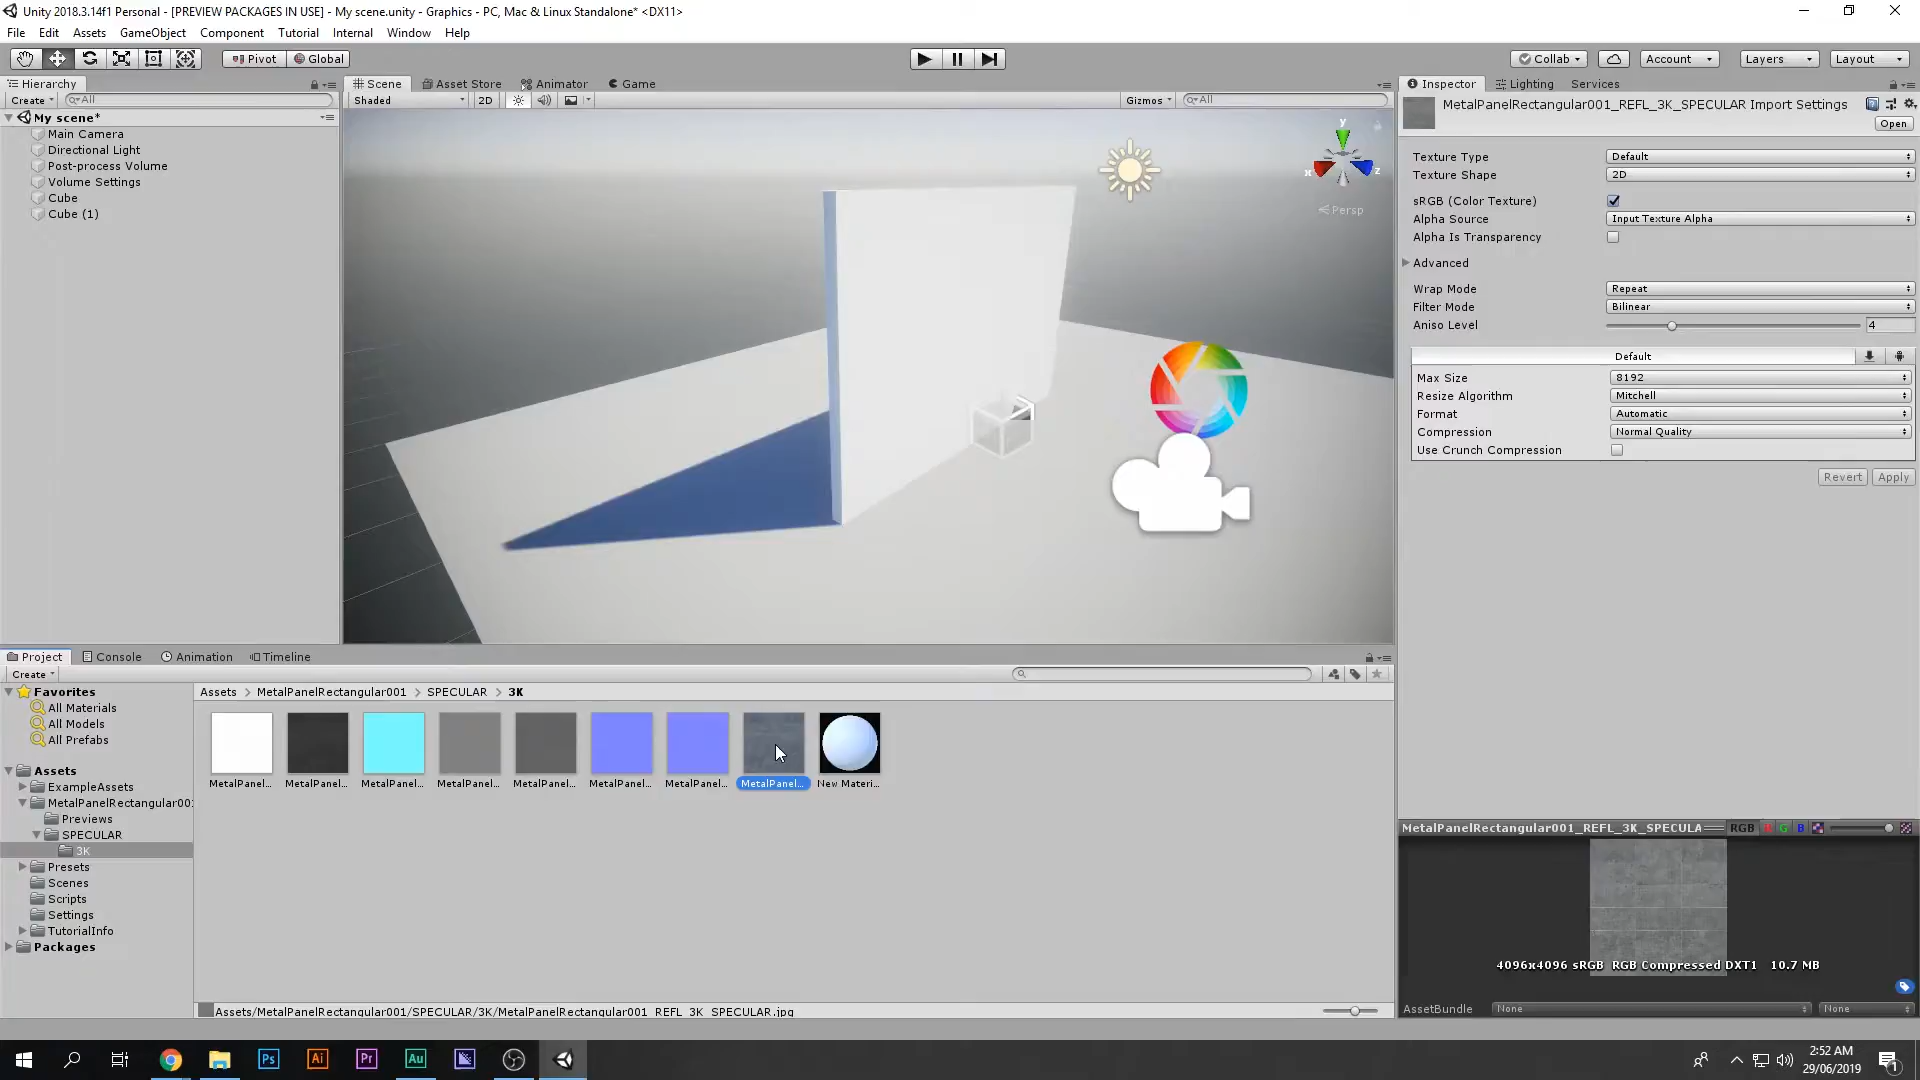 Unity 2018.3.14f1 Personal - [PREVIEW PACKAGES IN USE] - My scene.unity - Graphics - PC, Mac & Linux Standalone* <DX11>
File Edit Assets GameObject Component Tutorial Internal Window Help
Pivot Global Collab Account Layers Layout
Hierarchy Scene Asset Store Animator Game Inspector Lighting Services
Create All Shaded 2D Gizmos All
MetalPanelRectangular001_REFL_3K_SPECULAR Import Settings
Open
My scene*
Main Camera
Directional Light
Post-process Volume
Volume Settings
Cube
Cube (1)
y
x
z
Persp
Texture Type Default
Texture Shape 2D
sRGB (Color Texture)
Alpha Source Input Texture Alpha
Alpha Is Transparency
Advanced
Wrap Mode Repeat
Filter Mode Bilinear
Aniso Level 4
Default
Max Size 8192
Resize Algorithm Mitchell
Format Automatic
Compression Normal Quality
Use Crunch Compression
Revert Apply
Project Console Animation Timeline
Create
Favorites
All Materials
All Models
All Prefabs
Assets
ExampleAssets
MetalPanelRectangular00
Previews
SPECULAR
3K
Presets
Scenes
Scripts
Settings
TutorialInfo
Packages
Assets > MetalPanelRectangular001 > SPECULAR > 3K
MetalPanel... MetalPanel... MetalPanel... MetalPanel... MetalPanel... MetalPanel... MetalPanel... MetalPanel... New Materi...
Assets/MetalPanelRectangular001/SPECULAR/3K/MetalPanelRectangular001_REFL_3K_SPECULAR.jpg
MetalPanelRectangular001_REFL_3K_SPECULA RGB R G B
4096x4096 sRGB RGB Compressed DXT1 10.7 MB
AssetBundle None None
Ps Ai Pr Au
2:52 AM
29/06/2019
1